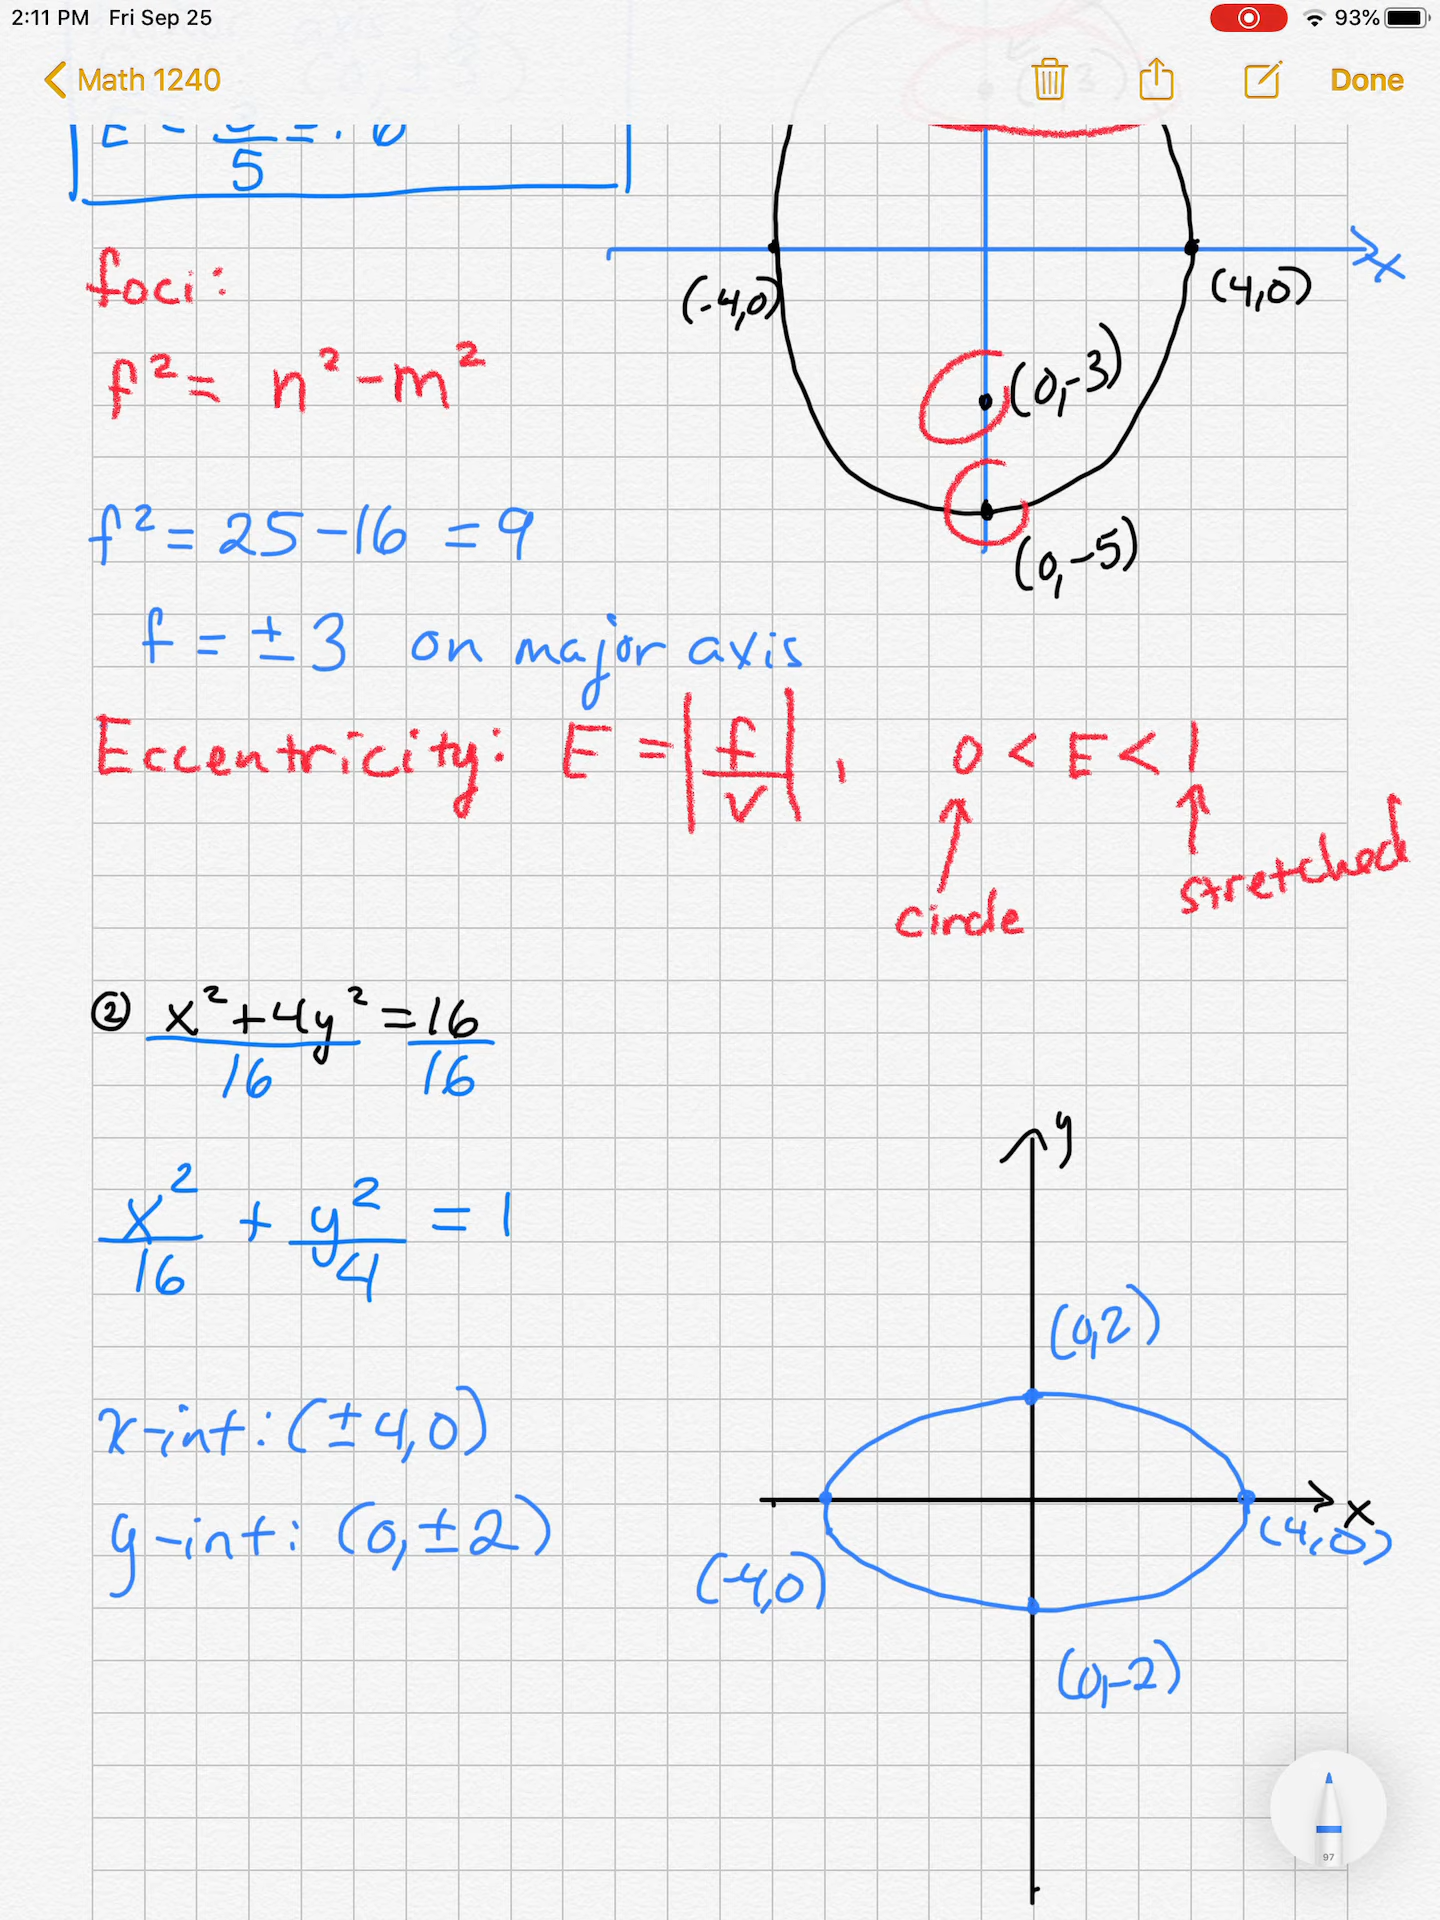 2:11 PM Fri Sep 25 93%
Math 1240 Done
5
foci:
f² = n² - m²
f² = 25 - 16 = 9
f = ± 3 on major axis
(-4,0)
(4,0)
x
(0,-3)
(0,-5)
Eccentricity: E = |f/v| , 0 < E < 1
circle
stretched
② x² + 4y² = 16
16 16
x²/16 + y²/4 = 1
x-int: (±4,0)
y-int: (0,±2)
y
(0,2)
x
(4,0)
(-4,0)
(0,-2)
97